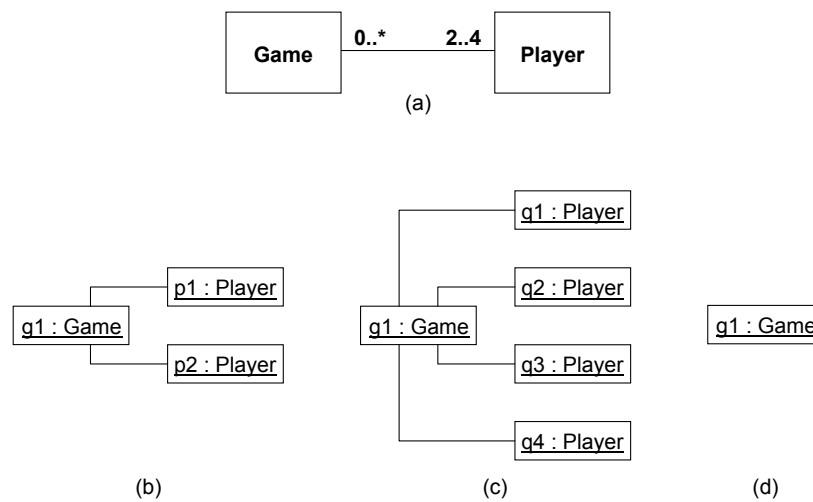 0..* 2..4
Game Player
(a)
q1 : Player
p1 : Player q2 : Player
g1 : Game g1 : Game g1 : Game
p2 : Player q3 : Player
q4 : Player
(b) (c) (d)